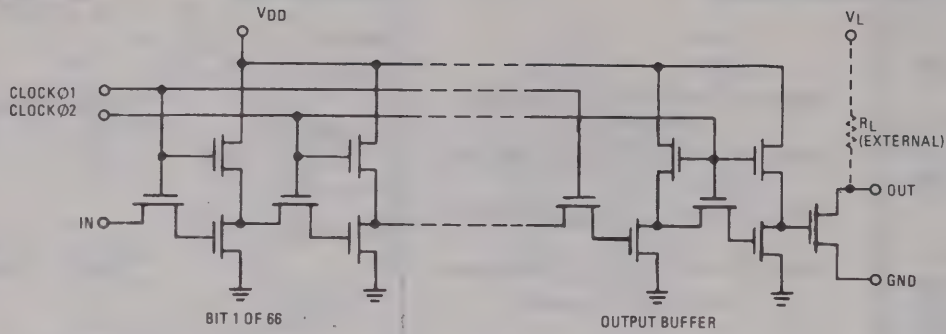 VDD
VL
CLOCKØ1
CLOCKØ2
RL
(EXTERNAL)
OUT
IN
GND
BIT 1 OF 66
OUTPUT BUFFER